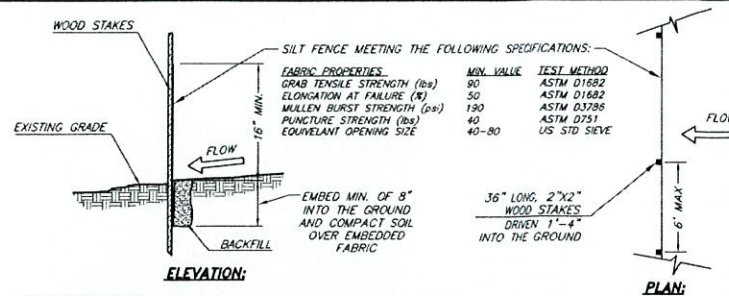 WOOD STAKES
SILT FENCE MEETING THE FOLLOWING SPECIFICATIONS:
FABRIC PROPERTIES MIN. VALUE TEST METHOD
GRAB TENSILE STRENGTH (lbs) 90 ASTM D1682
ELONGATION AT FAILURE (%) 50 ASTM D1682
MULLEN BURST STRENGTH (psi) 190 ASTM D3786
PUNCTURE STRENGTH (lbs) 40 ASTM D751
EQUIVELANT OPENING SIZE 40-80 US STD SIEVE
16" MIN.
EXISTING GRADE
FLOW
EMBED MIN. OF 8"
INTO THE GROUND
AND COMPACT SOIL
OVER EMBEDDED
FABRIC
BACKFILL
ELEVATION:
FLO
36" LONG, 2"X2"
WOOD STAKES
DRIVEN 1'-4"
INTO THE GROUND
6' MAX
PLAN: